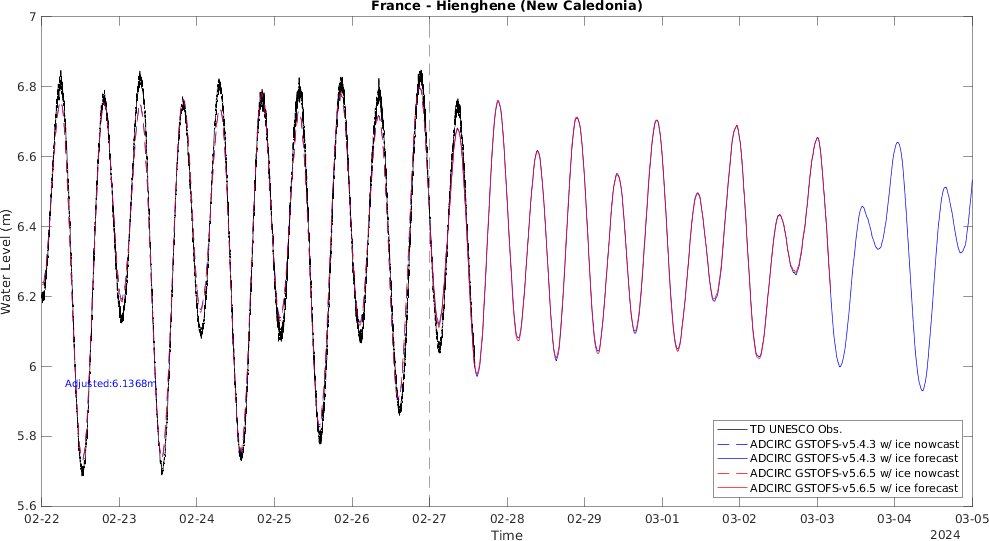 France - Hienghene (New Caledonia)
Water Level (m)
7
6.8
6.6
6.4
6.2
6
5.8
5.6
Adjusted:6.1368m
TD UNESCO Obs.
ADCIRC GSTOFS-v5.4.3 w/ ice nowcast
ADCIRC GSTOFS-v5.4.3 w/ ice forecast
ADCIRC GSTOFS-v5.6.5 w/ ice nowcast
ADCIRC GSTOFS-v5.6.5 w/ ice forecast
02-22 02-23 02-24 02-25 02-26 02-27 02-28 02-29 03-01 03-02 03-03 03-04 03-05
Time
2024